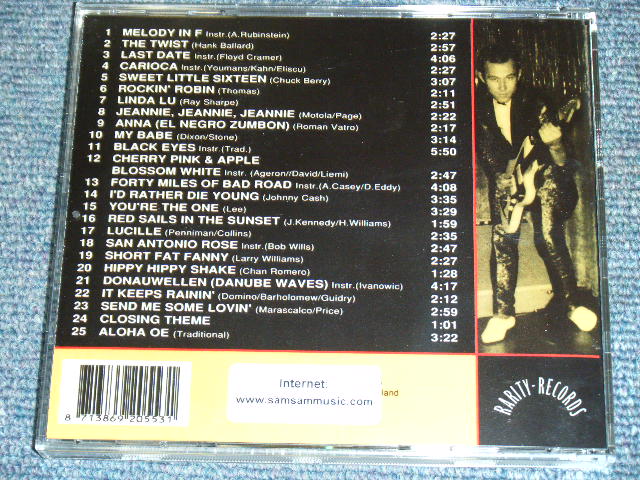 1 MELODY IN F Instr.(A.Rubinstein) 2:27
2 THE TWIST (Hank Ballard) 2:57
3 LAST DATE Instr.(Floyd Cramer) 4:06
4 CARIOCA Instr.(Youmans/Kahn/Eliscu) 2:27
5 SWEET LITTLE SIXTEEN (Chuck Berry) 3:07
6 ROCKIN' ROBIN (Thomas) 2:11
7 LINDA LU (Ray Sharpe) 2:51
8 JEANNIE, JEANNIE, JEANNIE (Motola/Page) 2:22
9 ANNA (EL NEGRO ZUMBON) (Roman Vatro) 2:17
10 MY BABE (Dixon/Stone) 3:14
11 BLACK EYES Instr.(Trad.) 5:50
12 CHERRY PINK & APPLE
BLOSSOM WHITE Instr.(Ageron//David/Liemi) 2:47
13 FORTY MILES OF BAD ROAD Instr.(A.Casey/D.Eddy) 4:08
14 I'D RATHER DIE YOUNG (Johnny Cash) 3:35
15 YOU'RE THE ONE (Lee) 3:29
16 RED SAILS IN THE SUNSET (J.Kennedy/H.Williams) 1:59
17 LUCILLE (Penniman/Collins) 2:35
18 SAN ANTONIO ROSE Instr.(Bob Wills) 2:47
19 SHORT FAT FANNY (Larry Williams) 2:27
20 HIPPY HIPPY SHAKE (Chan Romero) 1:28
21 DONAUWELLEN (DANUBE WAVES) Instr.(Ivanowic) 4:17
22 IT KEEPS RAININ' (Domino/Bartholomew/Guidry) 2:12
23 SEND ME SOME LOVIN' (Marascalco/Price) 2:59
24 CLOSING THEME 1:01
25 ALOHA OE (Traditional) 3:22
Internet:
www.samsammusic.com
land
8 713869 205531
RARITY-RECORDS